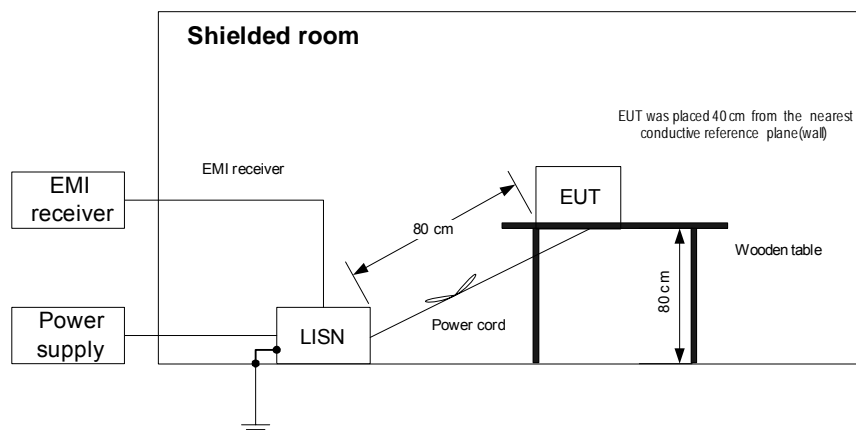 Shielded room
EUT was placed 40 cm from the nearest
conductive reference plane(wall)
EMI
receiver
EMI receiver
EUT
80 cm
Wooden table
80 cm
Power
supply
LISN
Power cord